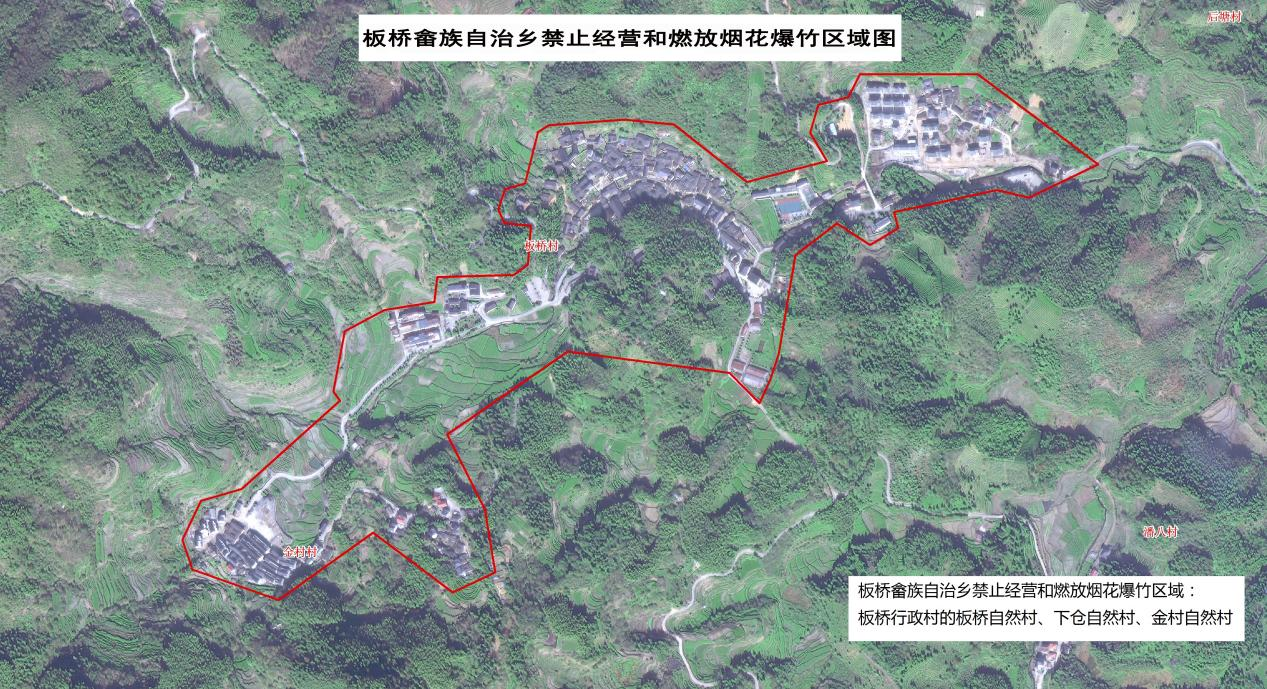 板桥畲族自治乡禁止经营和燃放烟花爆竹区域图
后塘村
板桥村
金村村
潘八村
板桥畲族自治乡禁止经营和燃放烟花爆竹区域：
板桥行政村的板桥自然村、下仓自然村、金村自然村